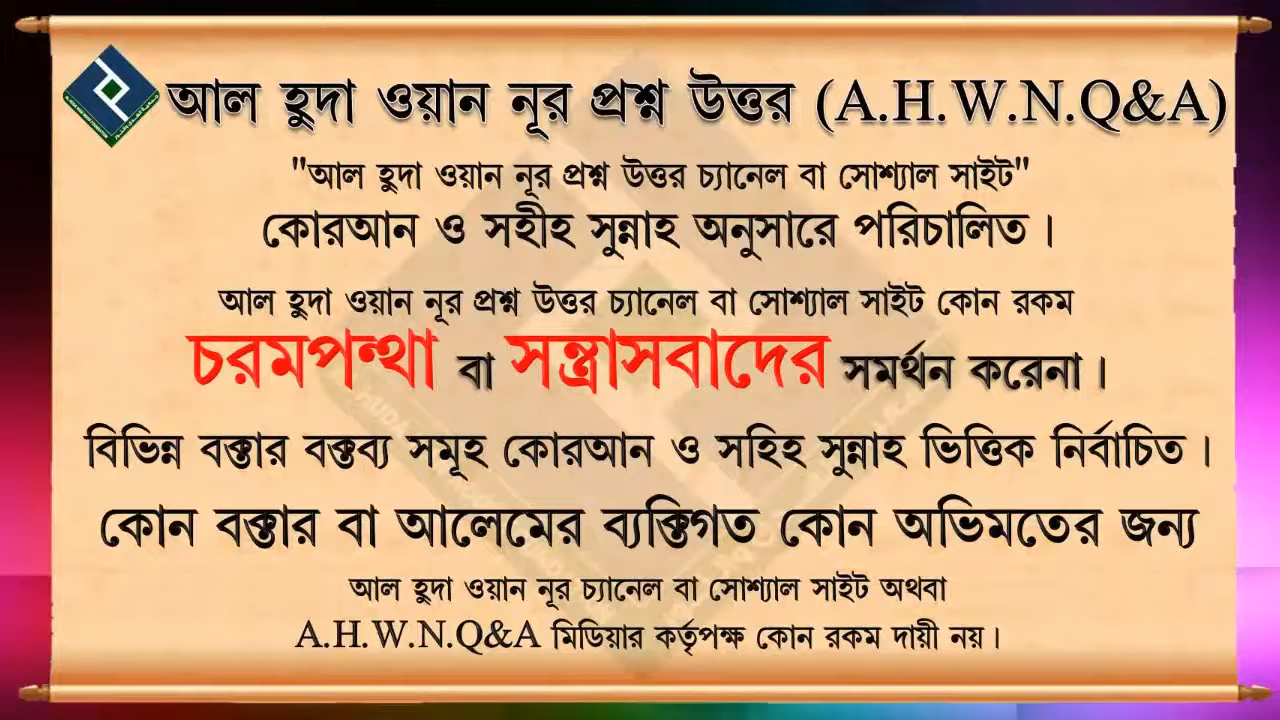 আল হুদা ওয়ান নূর প্রশ্ন উত্তর (A.H.W.N.Q&A)
"আল হুদা ওয়ান নূর প্রশ্ন উত্তর চ্যানেল বা সোশ্যাল সাইট"
কোরআন ও সহীহ সুন্নাহ অনুসারে পরিচালিত।
আল হুদা ওয়ান নূর প্রশ্ন উত্তর চ্যানেল বা সোশ্যাল সাইট কোন রকম
চরমপন্থা বা সন্ত্রাসবাদের সমর্থন করেনা।
বিভিন্ন বক্তার বক্তব্য সমূহ কোরআন ও সহিহ সুন্নাহ ভিত্তিক নির্বাচিত।
কোন বক্তার বা আলেমের ব্যক্তিগত কোন অভিমতের জন্য
আল হুদা ওয়ান নূর চ্যানেল বা সোশ্যাল সাইট অথবা
A.H.W.N.Q&A মিডিয়ার কর্তৃপক্ষ কোন রকম দায়ী নয়।